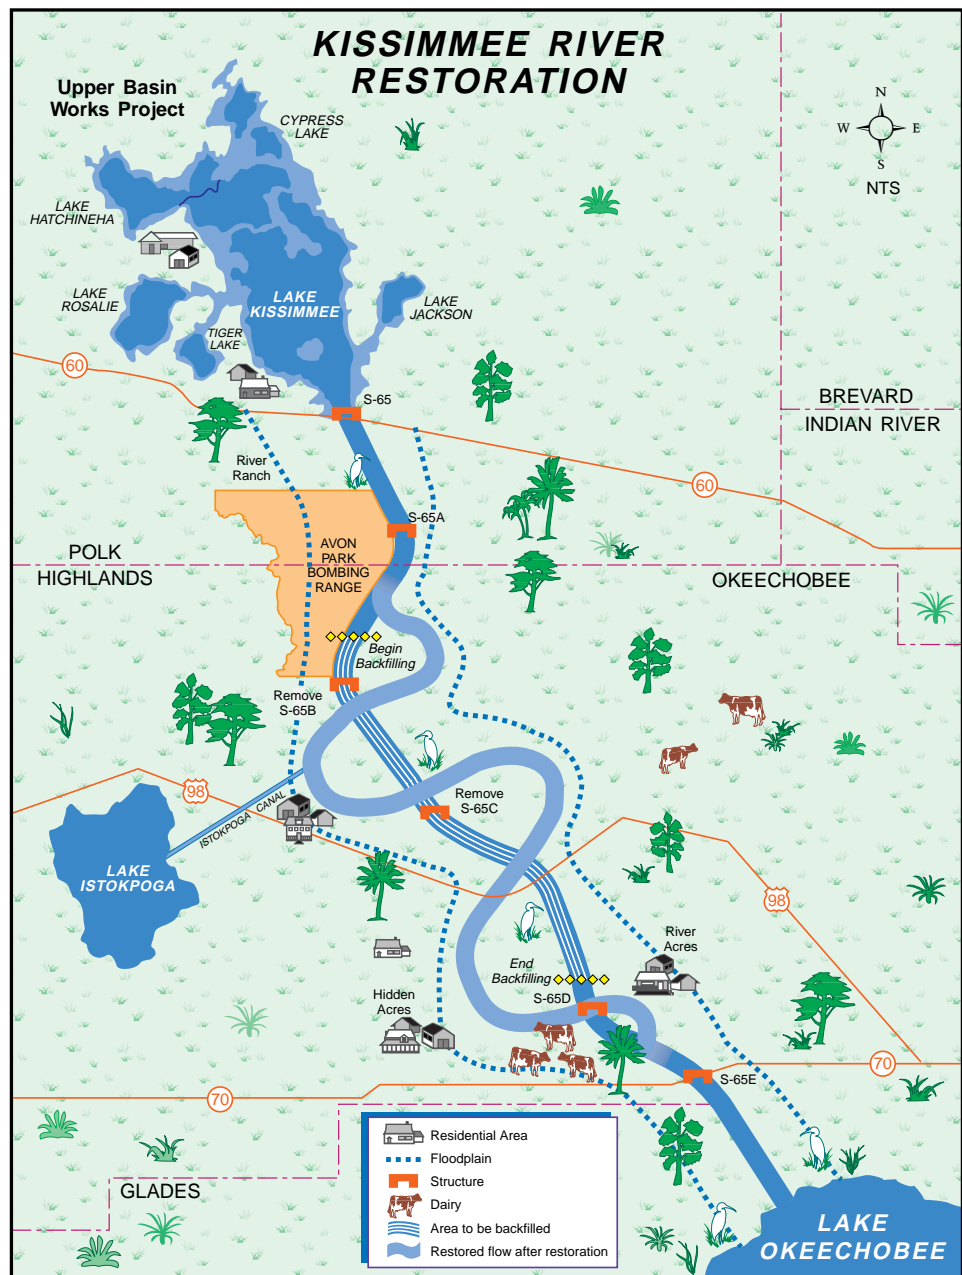 KISSIMMEE RIVER
RESTORATION
Upper Basin
Works Project
CYPRESS
LAKE
N
W
E
S
NTS
LAKE
HATCHINEHA
LAKE
ROSALIE
LAKE
KISSIMMEE
LAKE
JACKSON
TIGER
LAKE
60
S-65
BREVARD
INDIAN RIVER
River
Ranch
60
S-65A
AVON
PARK
BOMBING
RANGE
POLK
HIGHLANDS
OKEECHOBEE
Begin
Backfilling
Remove
S-65B
98
ISTOKPOGA CANAL
Remove
S-65C
LAKE
ISTOKPOGA
98
River
Acres
End
Backfilling
S-65D
Hidden
Acres
70
S-65E
70
Residential Area
Floodplain
Structure
Dairy
Area to be backfilled
Restored flow after restoration
GLADES
LAKE
OKEECHOBEE